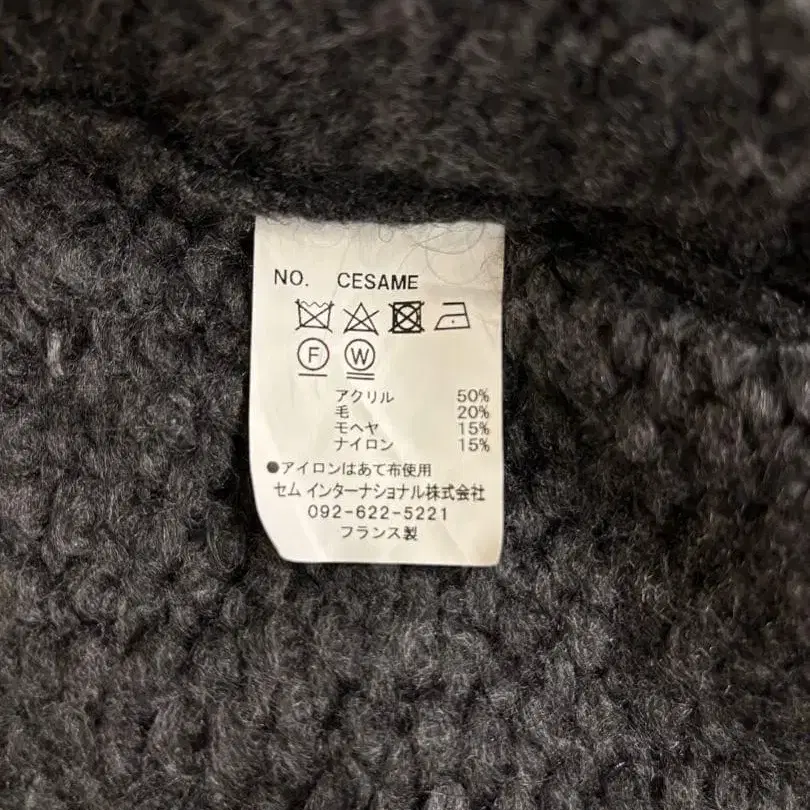 NO. CESAME
F W
アクリル 50%
毛 20%
モヘヤ 15%
ナイロン 15%
●アイロンはあて布使用
セム インターナショナル株式会社
092-622-5221
フランス製